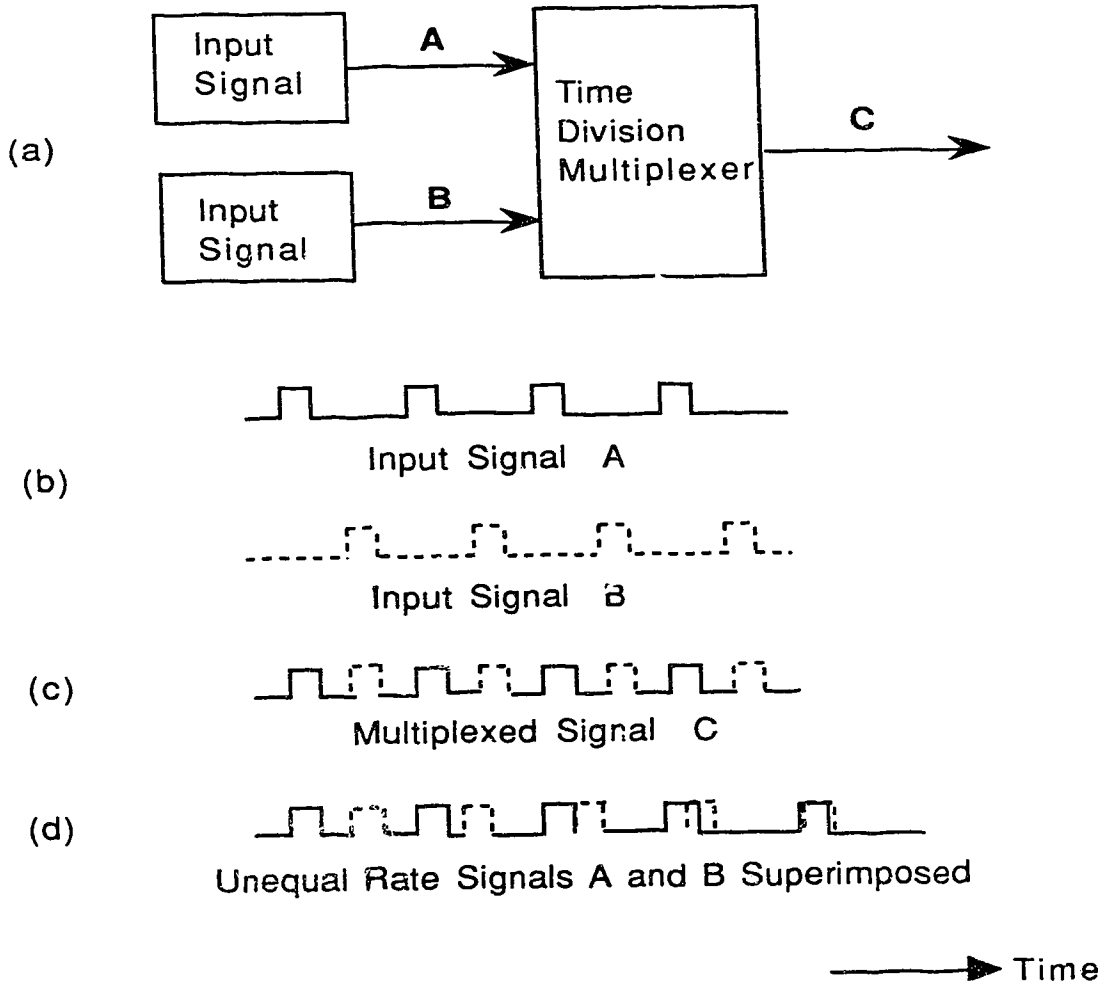 (a)
Input
Signal
A
Input
Signal
B
Time
Division
Multiplexer
C
(b)
Input Signal A
Input Signal B
(c)
Multiplexed Signal C
(d)
Unequal Rate Signals A and B Superimposed
Time